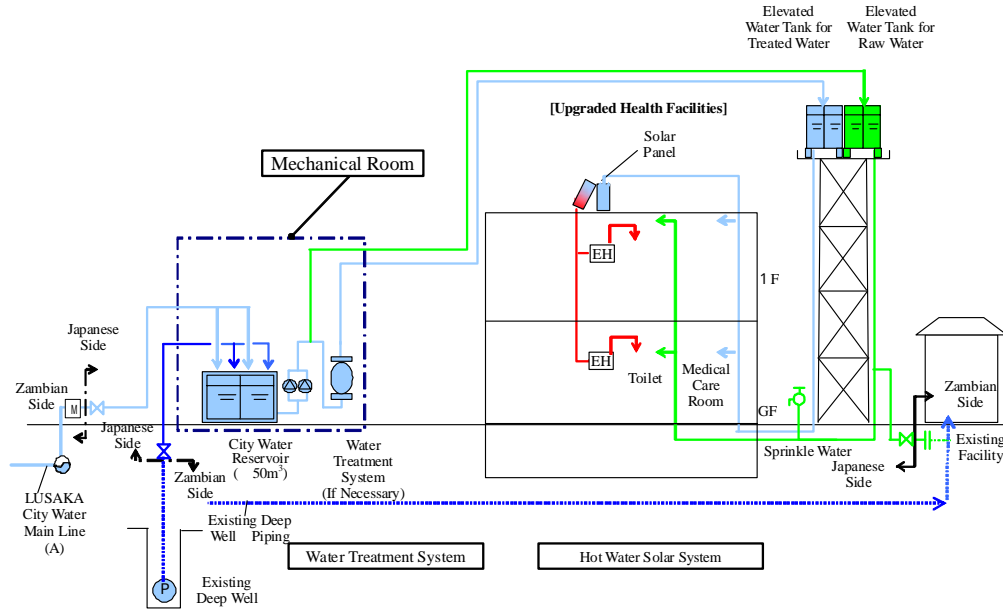 Elevated
Water Tank for
Treated Water
Elevated
Water Tank for
Raw Water
[Upgraded Health Facilities]
Solar
Panel
Mechanical Room
EH
1F
Japanese
Side
Zambian
Side
M
EH
Toilet
Medical
Care
Room
GF
Zambian
Side
Japanese
Side
City Water
Reservoir
( 50m³)
Water
Treatment
System
(If Necessary)
Zambian
Side
Sprinkle Water
Japanese
Side
Existing
Facility
LUSAKA
City Water
Main Line
(A)
Existing Deep
Well Piping
Water Treatment System
Hot Water Solar System
P
Existing
Deep Well